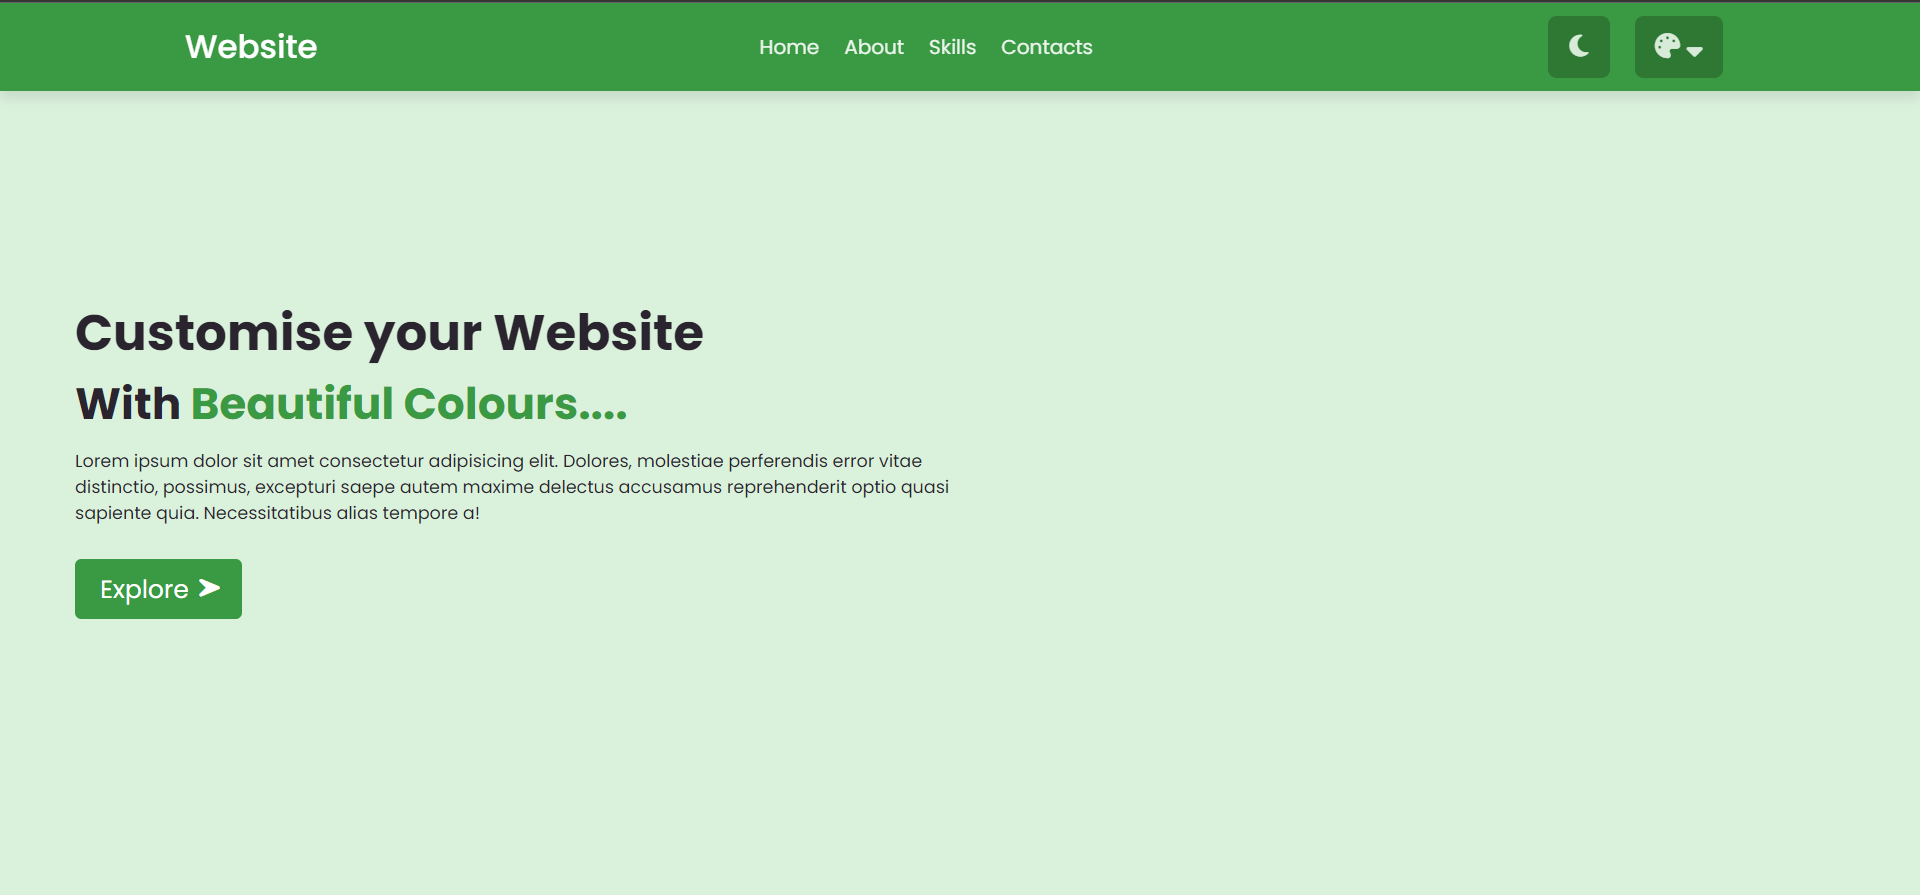 Website
Home About Skills Contacts
Customise your Website
With Beautiful Colours....
Lorem ipsum dolor sit amet consectetur adipisicing elit. Dolores, molestiae perferendis error vitae
distinctio, possimus, excepturi saepe autem maxime delectus accusamus reprehenderit optio quasi
sapiente quia. Necessitatibus alias tempore a!
Explore